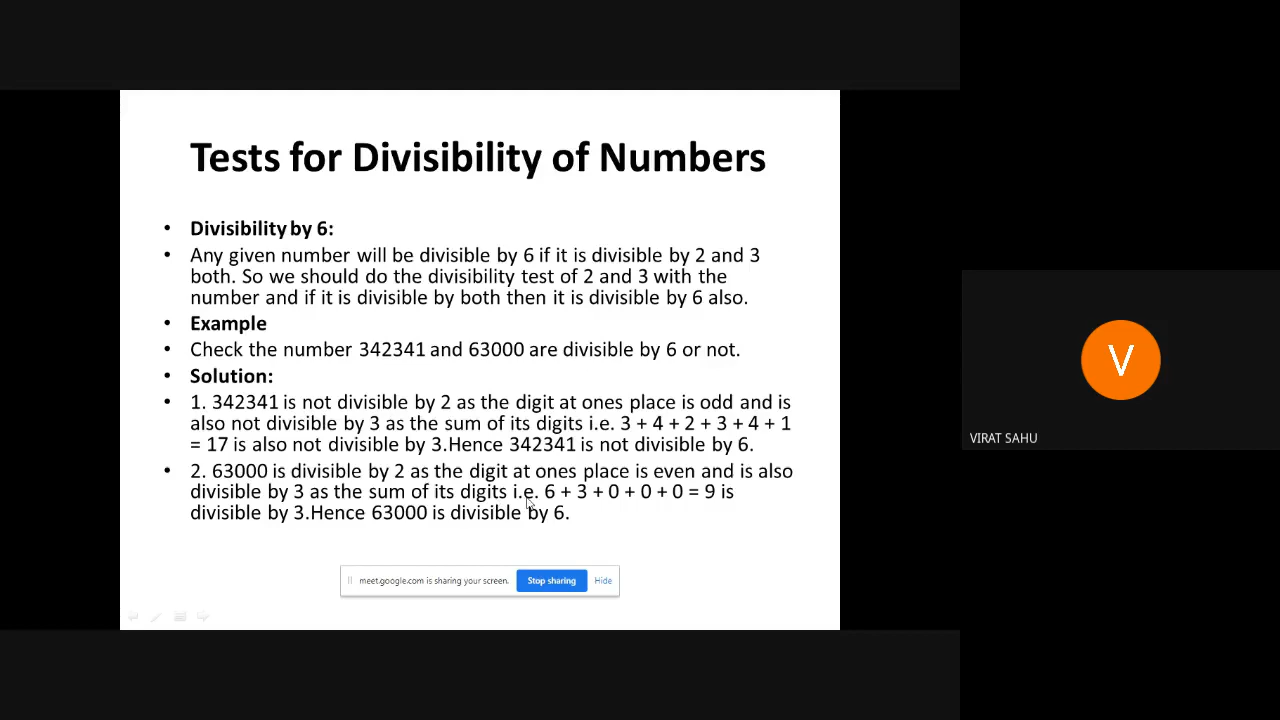 Tests for Divisibility of Numbers
• Divisibility by 6:
• Any given number will be divisible by 6 if it is divisible by 2 and 3
both. So we should do the divisibility test of 2 and 3 with the
number and if it is divisible by both then it is divisible by 6 also.
• Example
• Check the number 342341 and 63000 are divisible by 6 or not.
• Solution:
• 1. 342341 is not divisible by 2 as the digit at ones place is odd and is
also not divisible by 3 as the sum of its digits i.e. 3 + 4 + 2 + 3 + 4 + 1
= 17 is also not divisible by 3.Hence 342341 is not divisible by 6.
• 2. 63000 is divisible by 2 as the digit at ones place is even and is also
divisible by 3 as the sum of its digits i.e. 6 + 3 + 0 + 0 + 0 = 9 is
divisible by 3.Hence 63000 is divisible by 6.
meet.google.com is sharing your screen. Stop sharing Hide
V
VIRAT SAHU